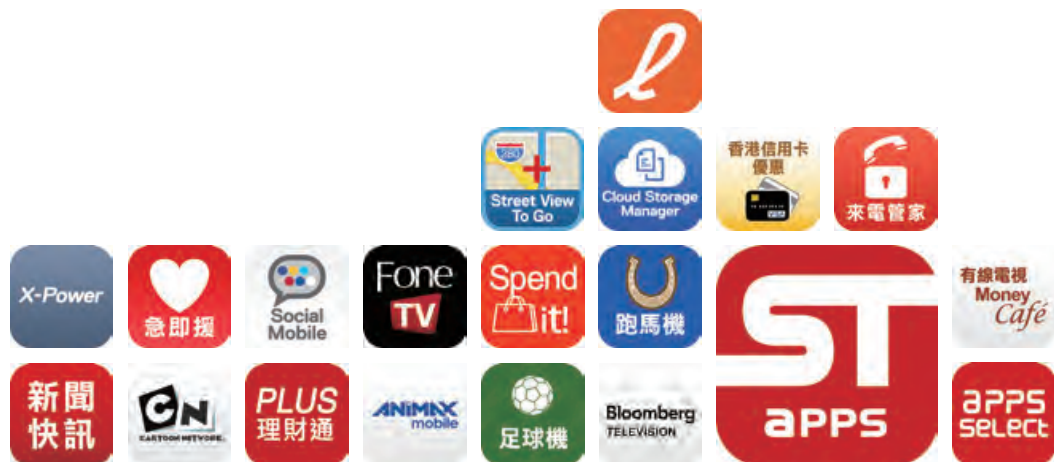 l
280
Street View
To Go
Cloud Storage
Manager
香港信用卡
優惠
VISA
來電管家
X-Power
急即援
Social
Mobile
Fone
TV
Spend
it!
跑馬機
ST
apps
有線電視
Money
Café
新聞
快訊
CN
CARTOON NETWORK
PLUS
理財通
ANiMAX
mobile
足球機
Bloomberg
TELEVISION
apps
select